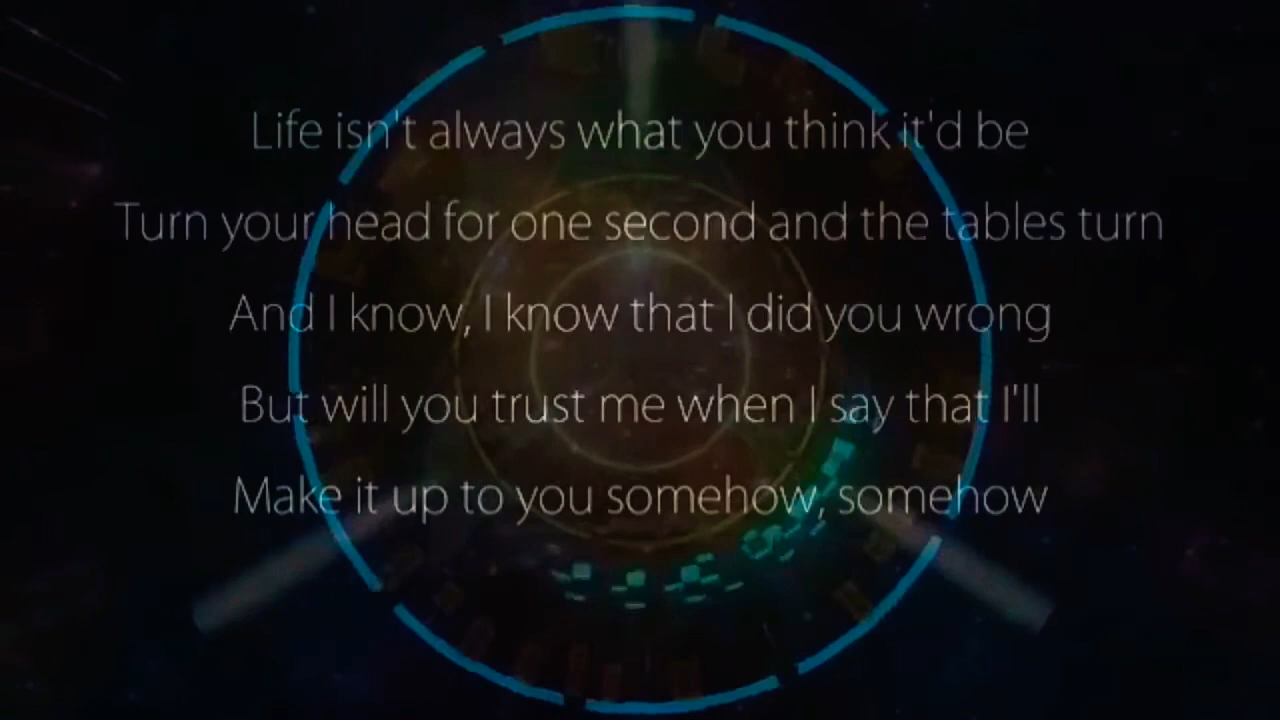 Life isn't always what you think it'd be
Turn your head for one second and the tables turn
And I know, I know that I did you wrong
But will you trust me when I say that I'll
Make it up to you somehow, somehow